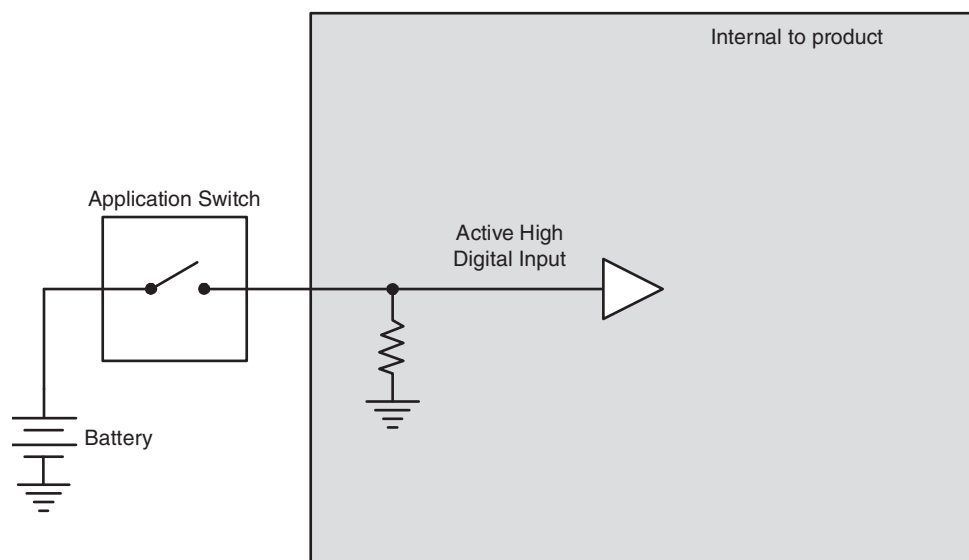 Internal to product
Application Switch
Active High
Digital Input
Battery